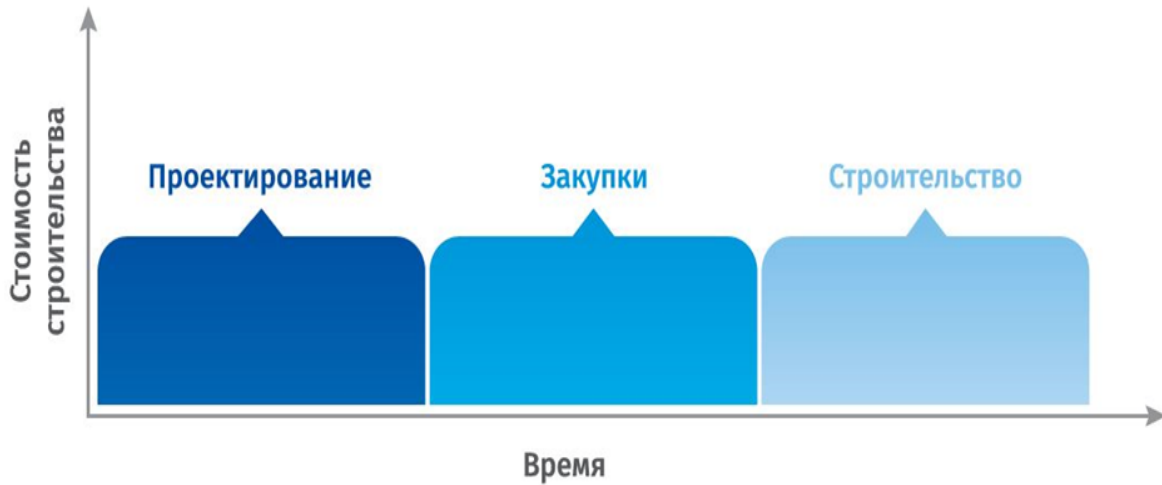 Стоимость
строительства
Проектирование
Закупки
Строительство
Время